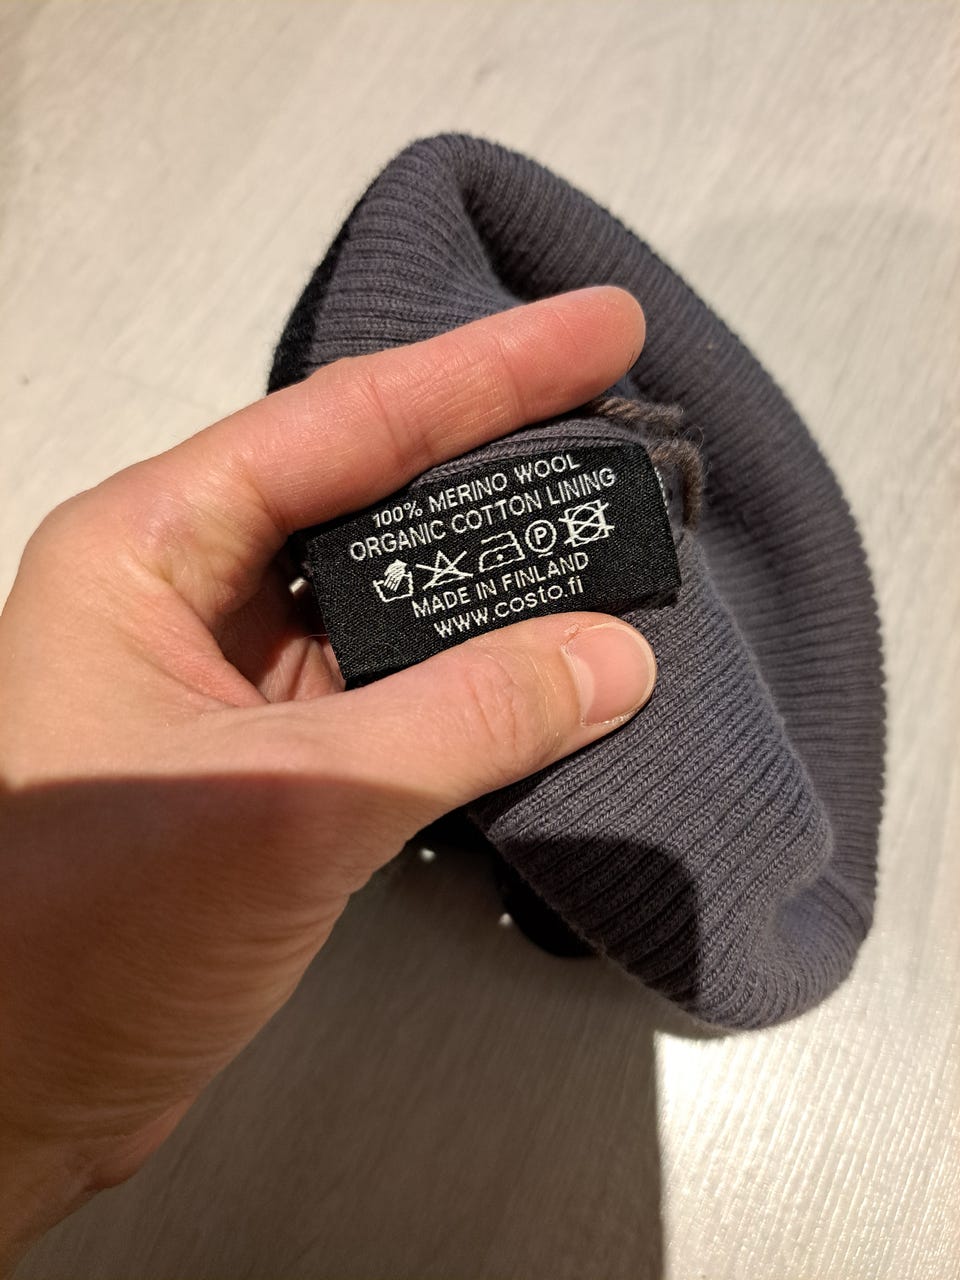 100% MERINO WOOL
ORGANIC COTTON LINING
P
MADE IN FINLAND
www.costo.fi